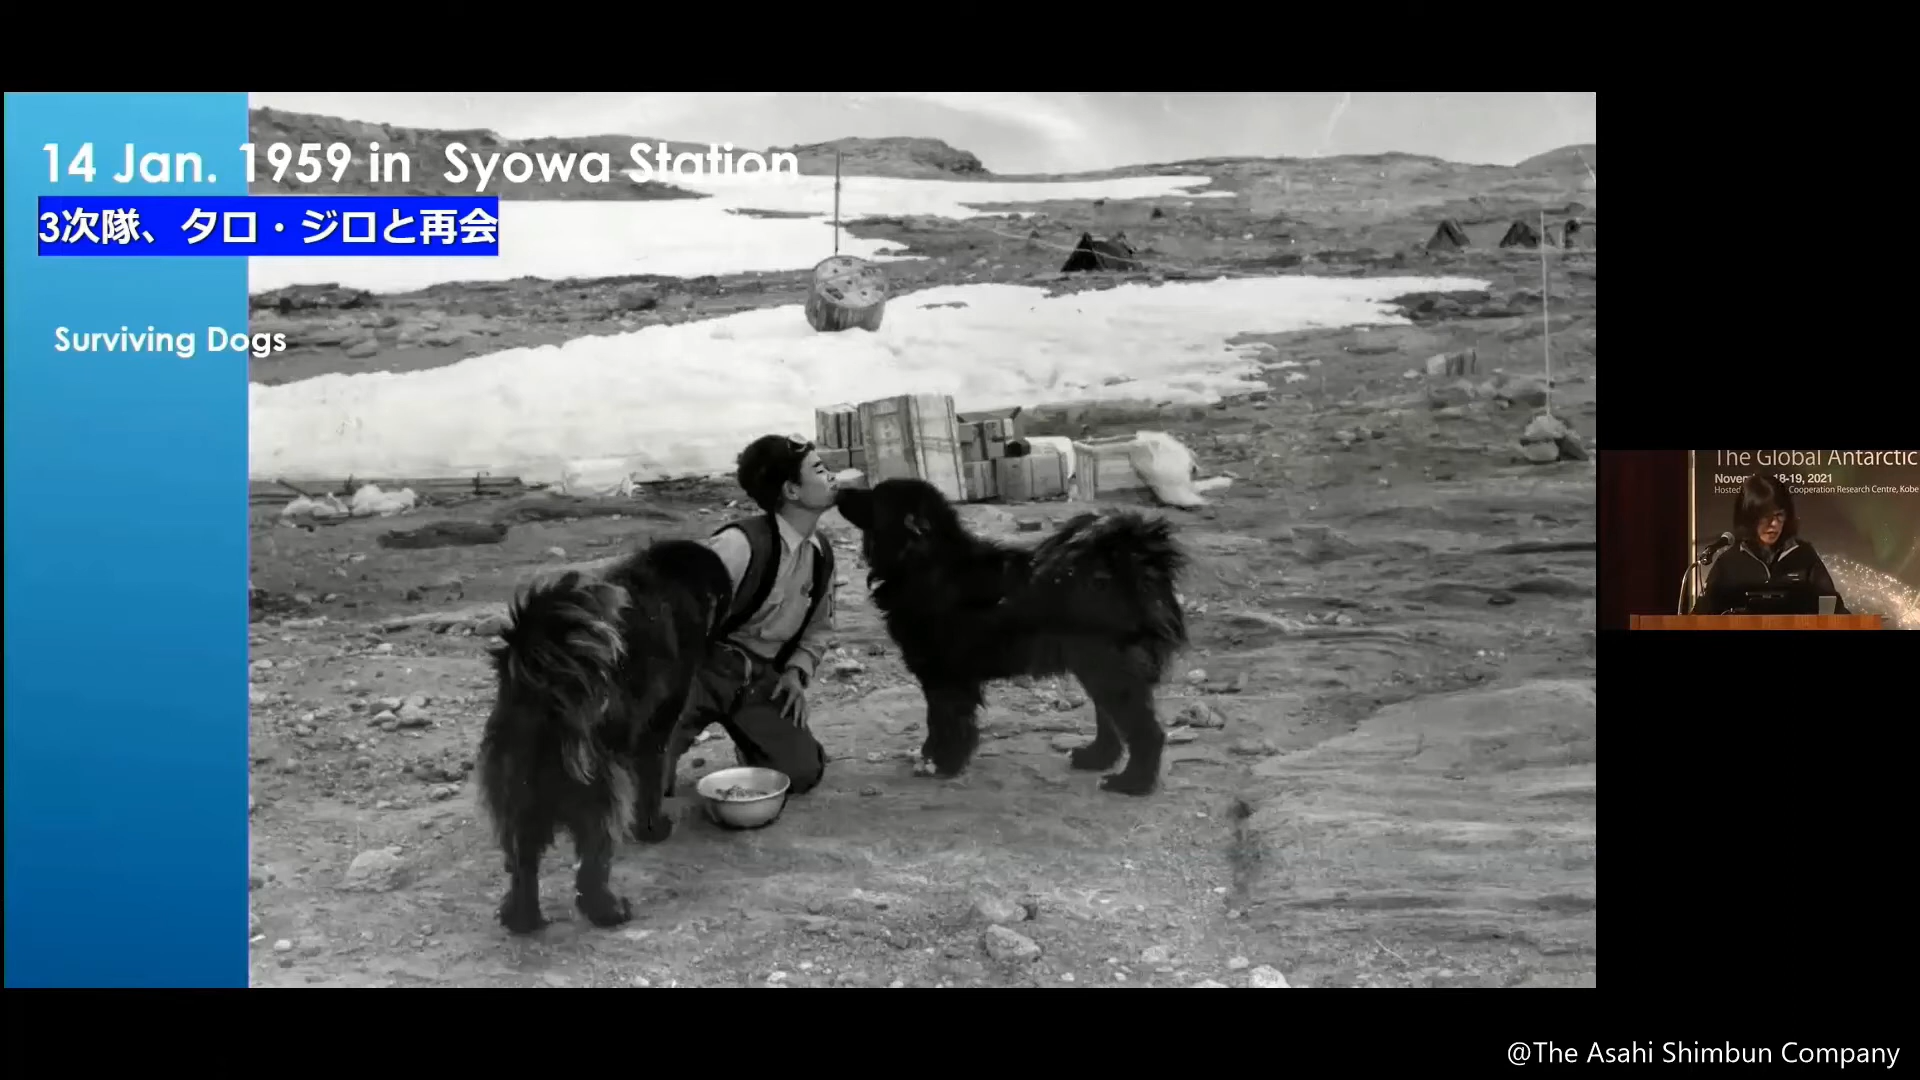 14 Jan. 1959 in Syowa Station
3次隊、タロ・ジロと再会
Surviving Dogs
The Global Antarctic
18-19, 2021
Hosted
Cooperation Research Centre, Kobe
@The Asahi Shimbun Company